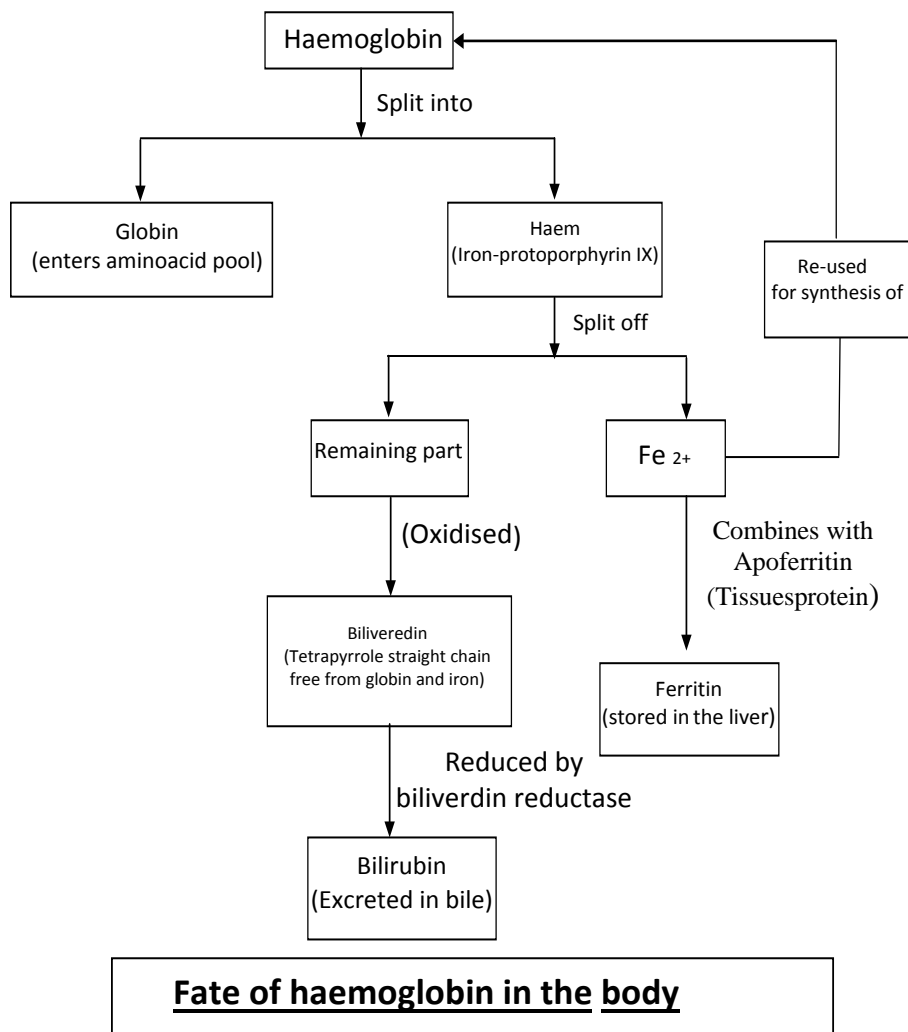 Haemoglobin
Split into
Globin
(enters aminoacid pool)
Haem
(Iron-protoporphyrin IX)
Re-used
for synthesis of
Split off
Remaining part
Fe 2+
(Oxidised)
Combines with
Apoferritin
(Tissuesprotein)
Biliveredin
(Tetrapyrrole straight chain
free from globin and iron)
Ferritin
(stored in the liver)
Reduced by
biliverdin reductase
Bilirubin
(Excreted in bile)
Fate of haemoglobin in the body